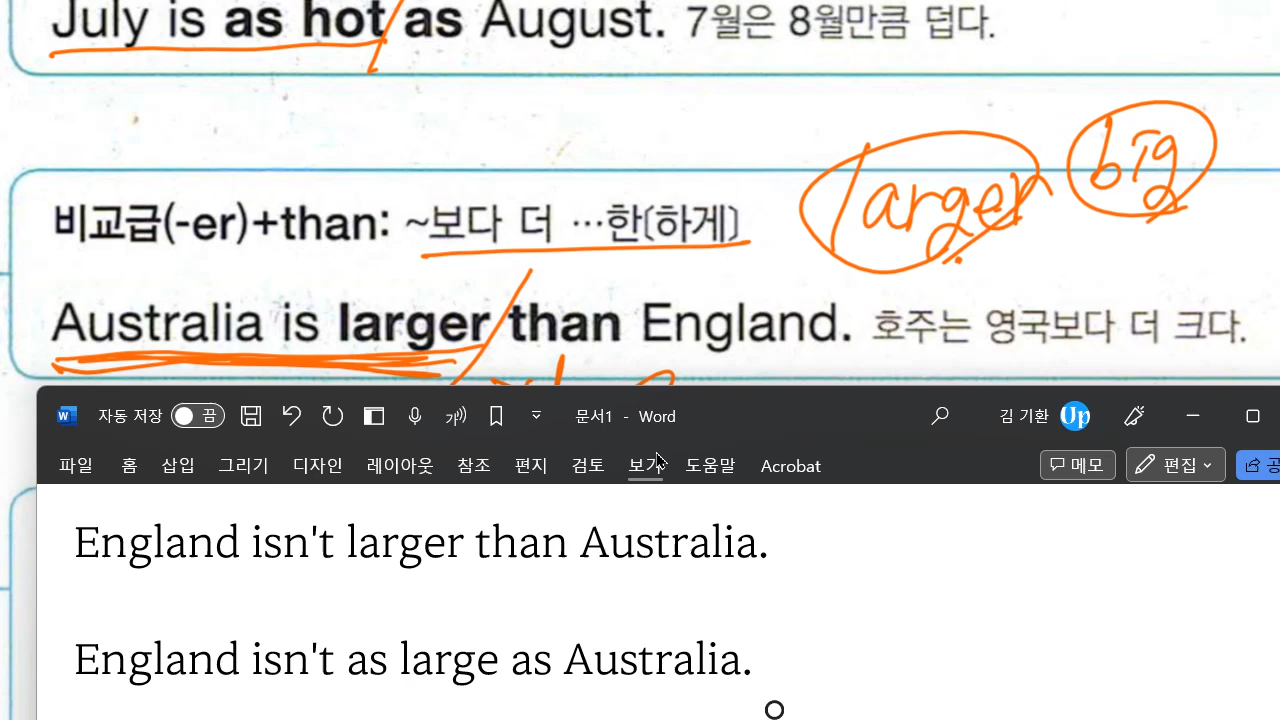 July is as hot as August. 7월은 8월만큼 덥다.
larger big
비교급(-er)+than: ~보다 더 …한(하게)
Australia is larger than England. 호주는 영국보다 더 크다.
자동 저장 끔 가 문서1 - Word 김 기환 Up
파일 홈 삽입 그리기 디자인 레이아웃 참조 편지 검토 보기 도움말 Acrobat 메모 편집
England isn't larger than Australia.
England isn't as large as Australia.